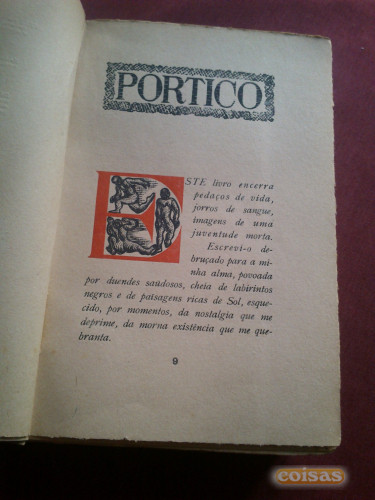 PORTICO
ESTE livro encerra
pedaços de vida,
jorros de sangue,
imagens de uma
juventude morta.
Escrevi-o de-
bruçado para a mi-
nha alma, povoada
por duendes saüdosos, cheia de labirintos
negros e de paisagens ricas de Sol, esque-
cido, por momentos, da nostalgia que me
deprime, da morna existência que me que-
branta.
9
coisas